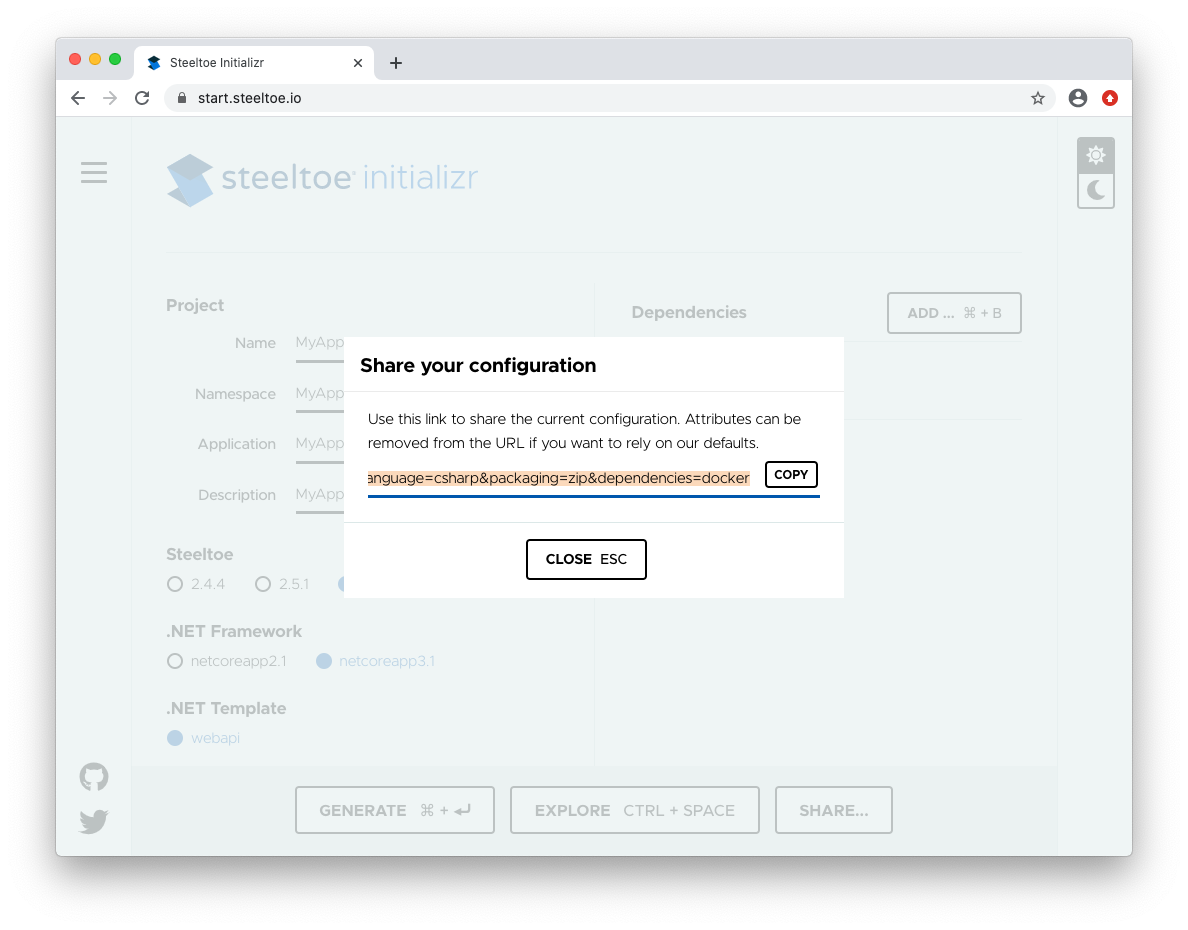 Steeltoe Initializr
start.steeltoe.io
steeltoe initializr
Project
Dependencies
ADD ... ⌘ + B
Name MyApp
Namespace MyApp
Application MyApp
Description MyApp
Share your configuration
Use this link to share the current configuration. Attributes can be
removed from the URL if you want to rely on our defaults.
anguage=csharp&packaging=zip&dependencies=docker
COPY
CLOSE ESC
Steeltoe
2.4.4 2.5.1
.NET Framework
netcoreapp2.1 netcoreapp3.1
.NET Template
webapi
GENERATE ⌘ + ↵ EXPLORE CTRL + SPACE SHARE...